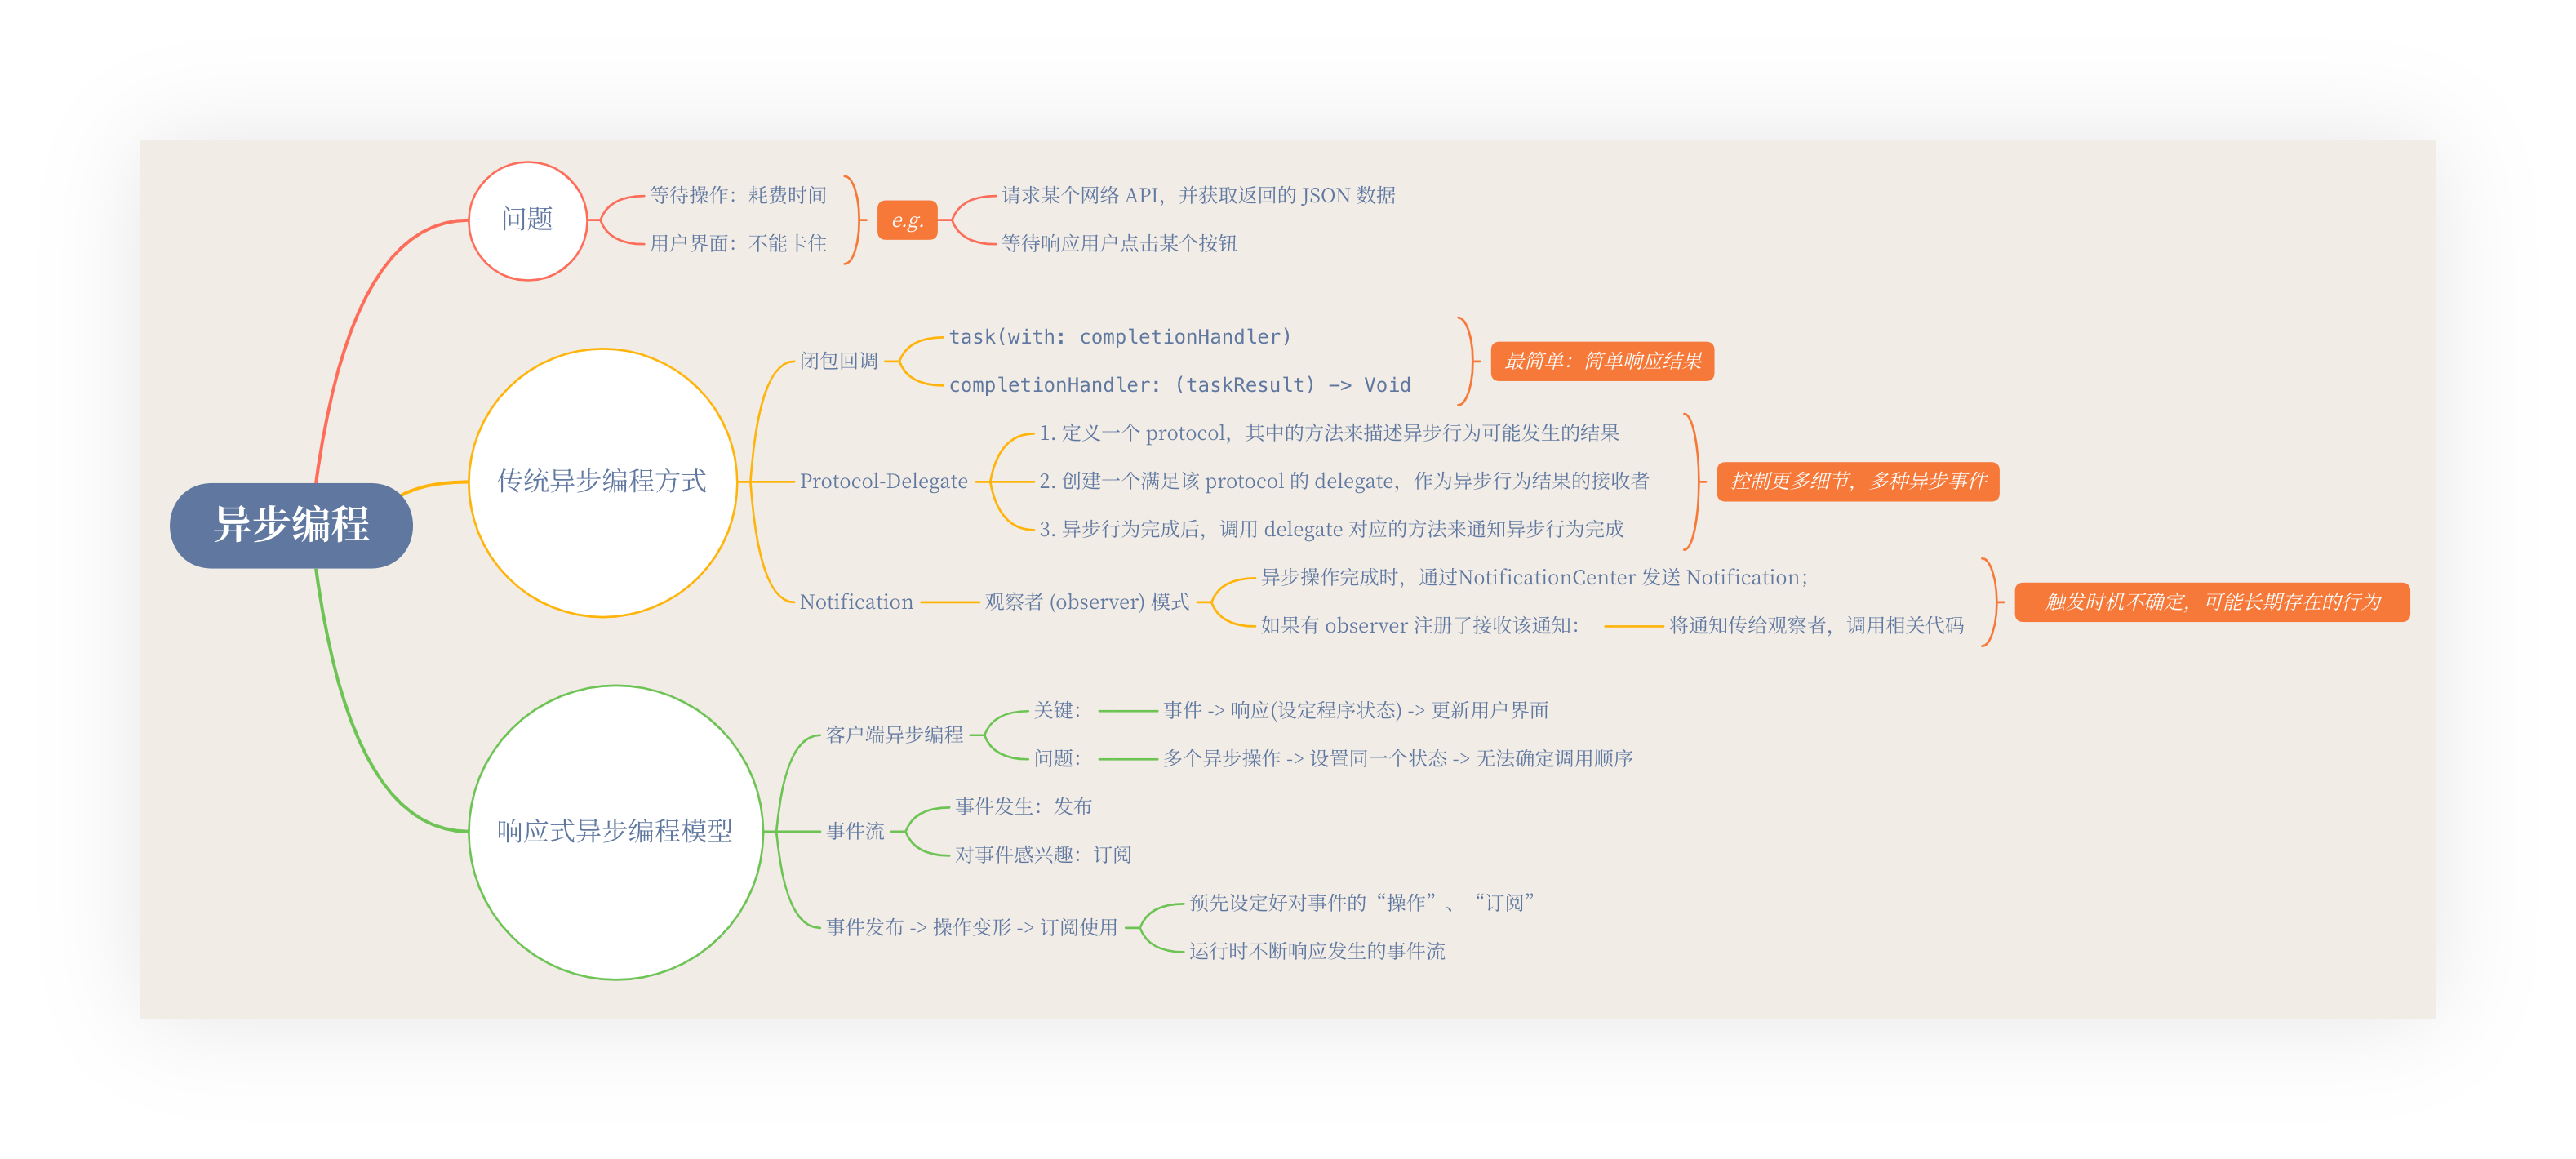 异步编程
问题
等待操作：耗费时间
用户界面：不能卡住
e.g.
请求某个网络 API，并获取返回的 JSON 数据
等待响应用户点击某个按钮
传统异步编程方式
闭包回调
task(with: completionHandler)
completionHandler: (taskResult) -> Void
最简单：简单响应结果
Protocol-Delegate
1. 定义一个 protocol，其中的方法来描述异步行为可能发生的结果
2. 创建一个满足该 protocol 的 delegate，作为异步行为结果的接收者
3. 异步行为完成后，调用 delegate 对应的方法来通知异步行为完成
控制更多细节，多种异步事件
Notification
观察者 (observer) 模式
异步操作完成时，通过NotificationCenter 发送 Notification；
如果有 observer 注册了接收该通知：
将通知传给观察者，调用相关代码
触发时机不确定，可能长期存在的行为
响应式异步编程模型
客户端异步编程
关键：
事件 -> 响应(设定程序状态) -> 更新用户界面
问题：
多个异步操作 -> 设置同一个状态 -> 无法确定调用顺序
事件流
事件发生：发布
对事件感兴趣：订阅
事件发布 -> 操作变形 -> 订阅使用
预先设定好对事件的“操作”、“订阅”
运行时不断响应发生的事件流